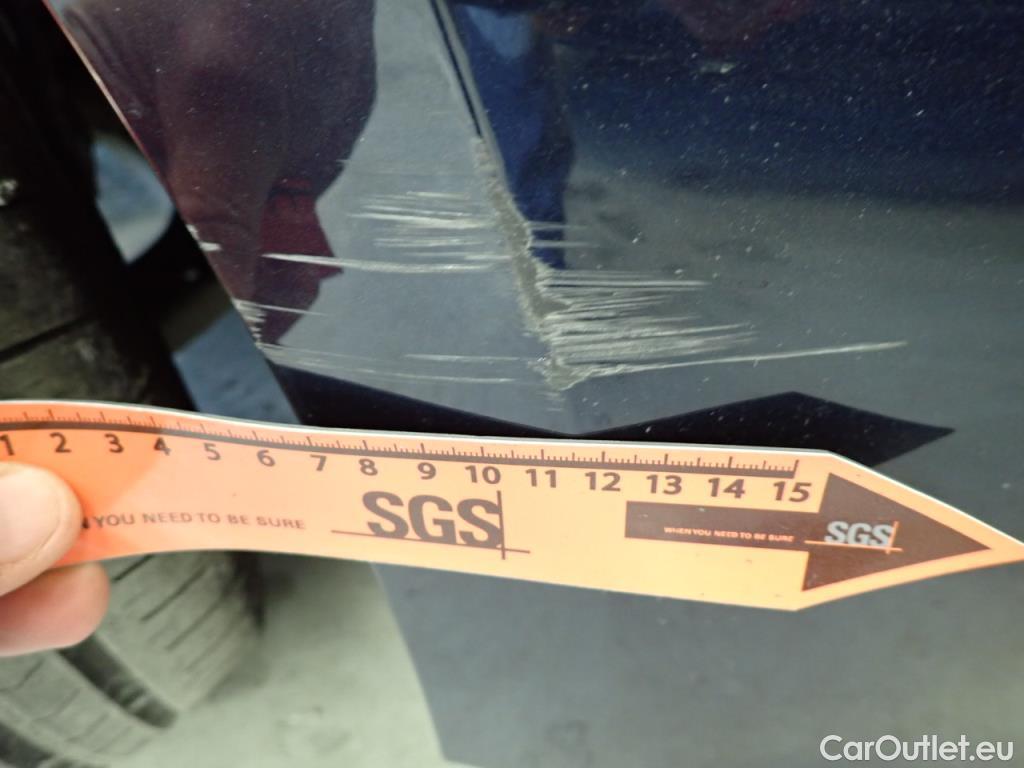 1 2 3 4 5 6 7 8 9 10 11 12 13 14 15
YOU NEED TO BE SURE
SGS
WHEN YOU NEED TO BE SURE
SGS
CarOutlet.eu